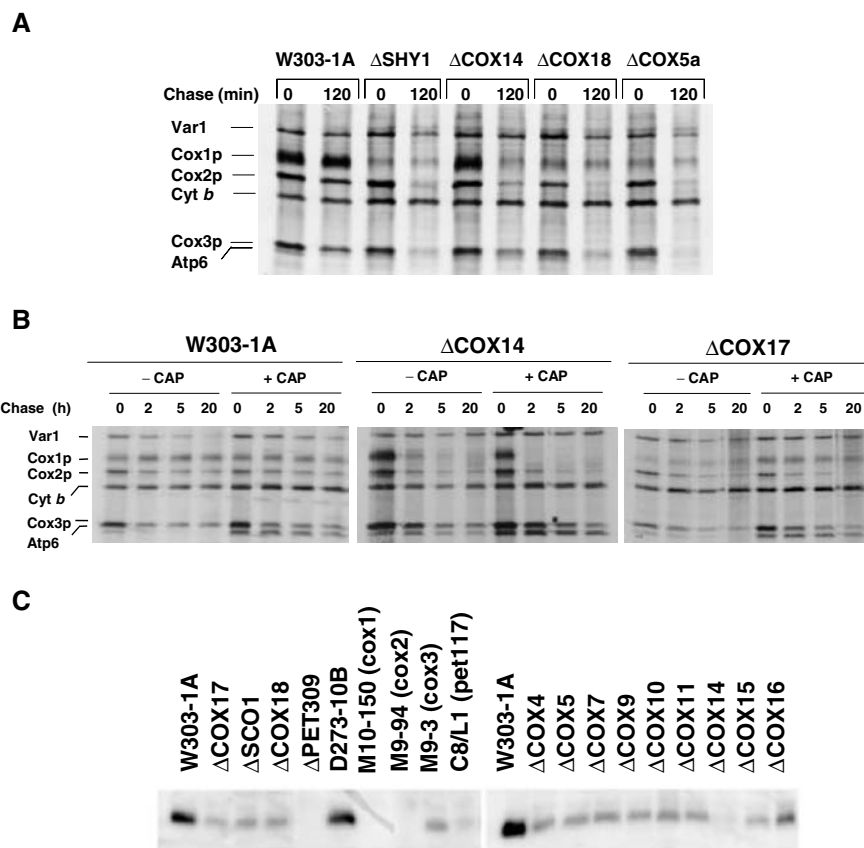 A
W303-1A ΔSHY1 ΔCOX14 ΔCOX18 ΔCOX5a
Chase (min) 0 120 0 120 0 120 0 120 0 120
Var1
Cox1p
Cox2p
Cyt b
Cox3p
Atp6
B
W303-1A ΔCOX14 ΔCOX17
– CAP + CAP – CAP + CAP – CAP + CAP
Chase (h) 0 2 5 20 0 2 5 20 0 2 5 20 0 2 5 20 0 2 5 20 0 2 5 20
Var1
Cox1p
Cox2p
Cyt b
Cox3p
Atp6
C
W303-1A
ΔCOX17
ΔSCO1
ΔCOX18
ΔPET309
D273-10B
M10-150 (cox1)
M9-94 (cox2)
M9-3 (cox3)
C8/L1 (pet117)
W303-1A
ΔCOX4
ΔCOX5
ΔCOX7
ΔCOX9
ΔCOX10
ΔCOX11
ΔCOX14
ΔCOX15
ΔCOX16